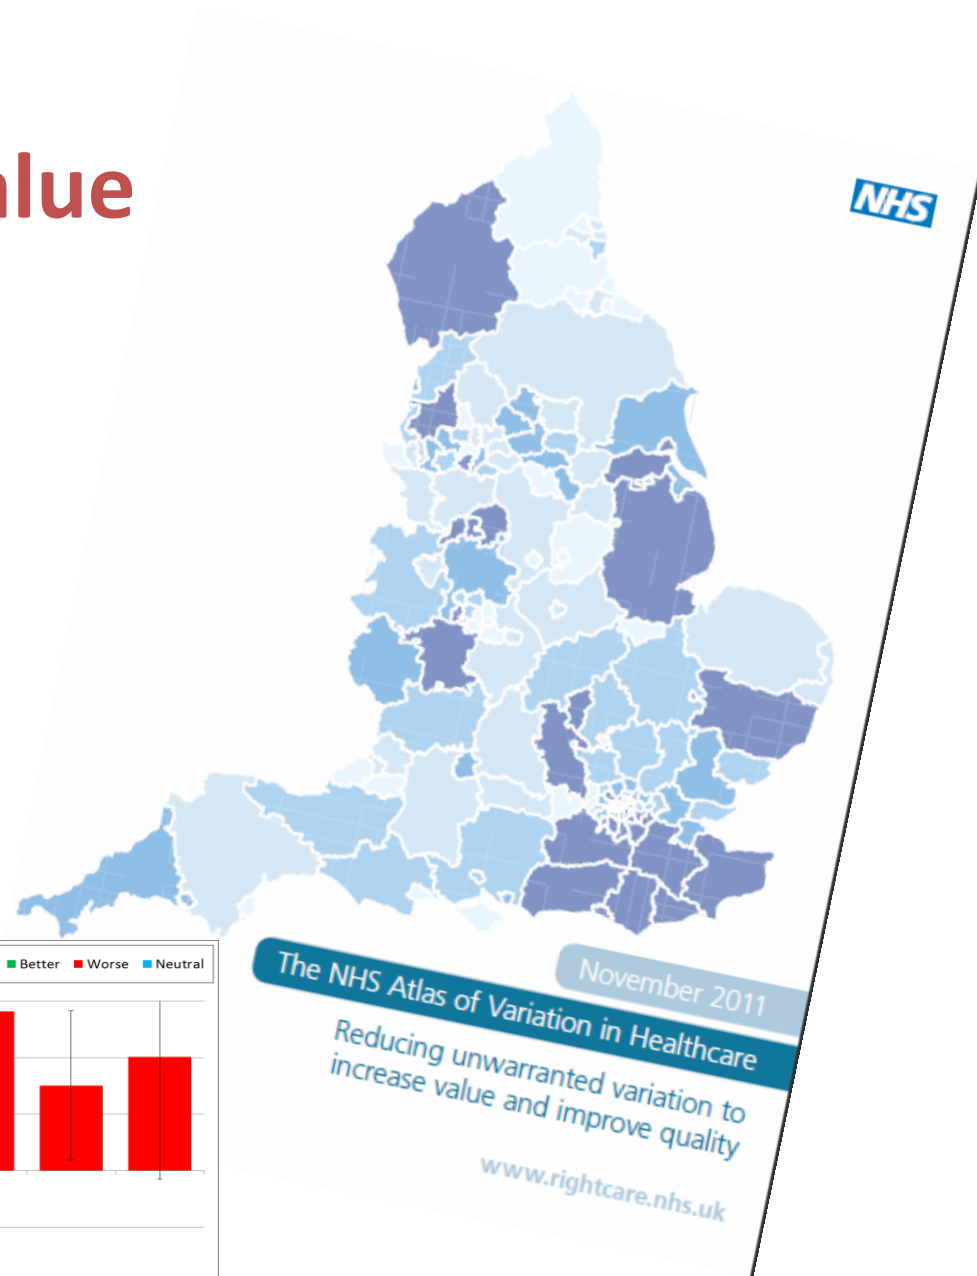 alue
NHS
Better Worse Neutral
November 2011
The NHS Atlas of Variation in Healthcare
Reducing unwarranted variation to
increase value and improve quality
www.rightcare.nhs.uk